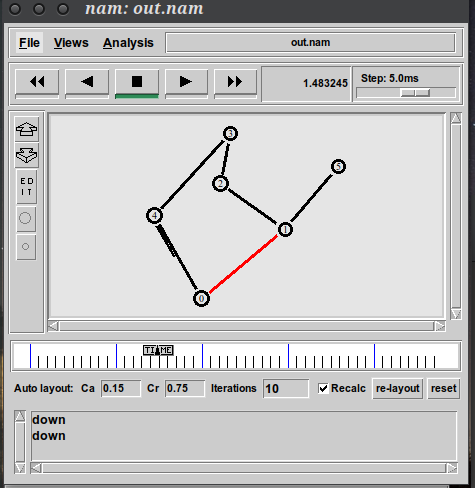 nam: out.nam
File Views Analysis out.nam
1.483245 Step: 5.0ms
3
5
2
4
1
0
ED
IT
TIME
Auto layout: Ca 0.15 Cr 0.75 Iterations 10 Recalc re-layout reset
down
down